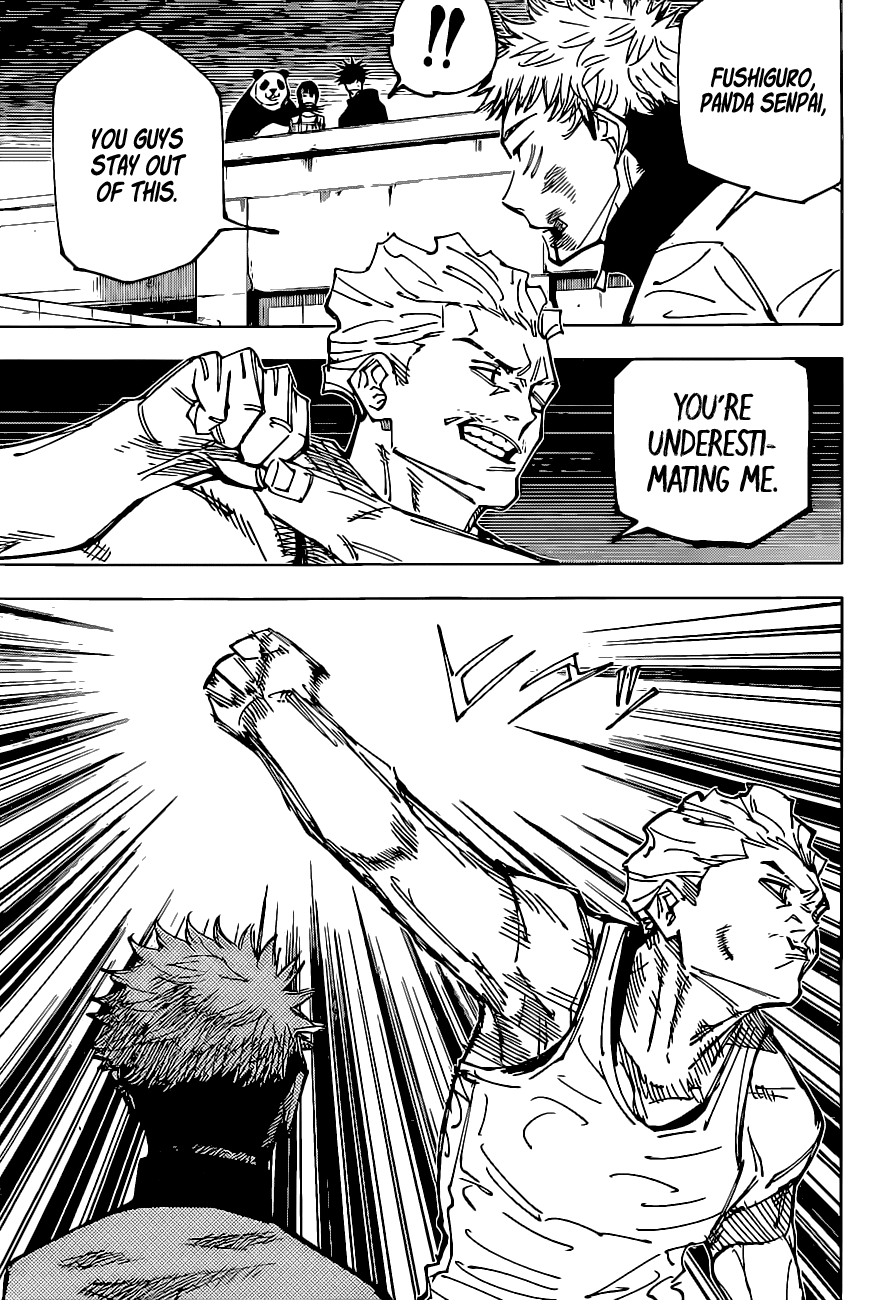 FUSHIGURO,
PANDA SENPAI,
!!
YOU GUYS
STAY OUT
OF THIS.
YOU'RE
UNDERESTI-
MATING ME.